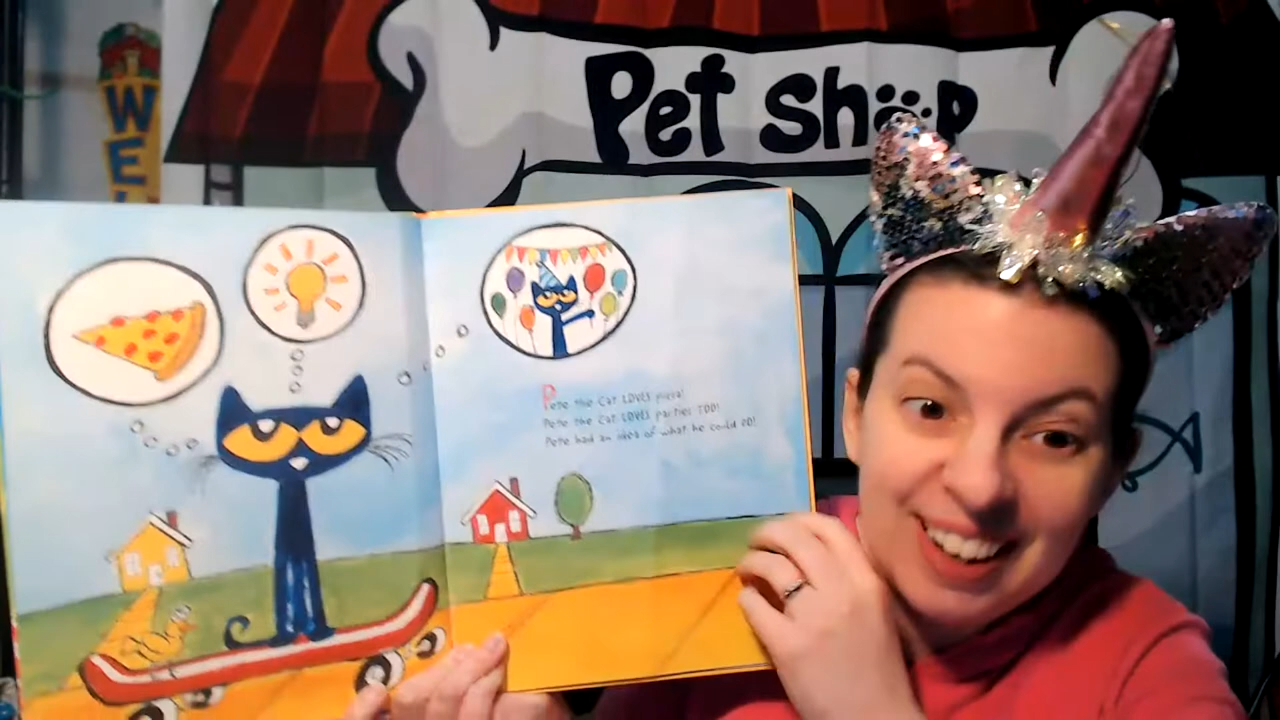 Pet Shop
WEL
Pete the Cat LOVES pizza!
Pete the Cat LOVES parties TOO!
Pete had an idea of what he could DO!